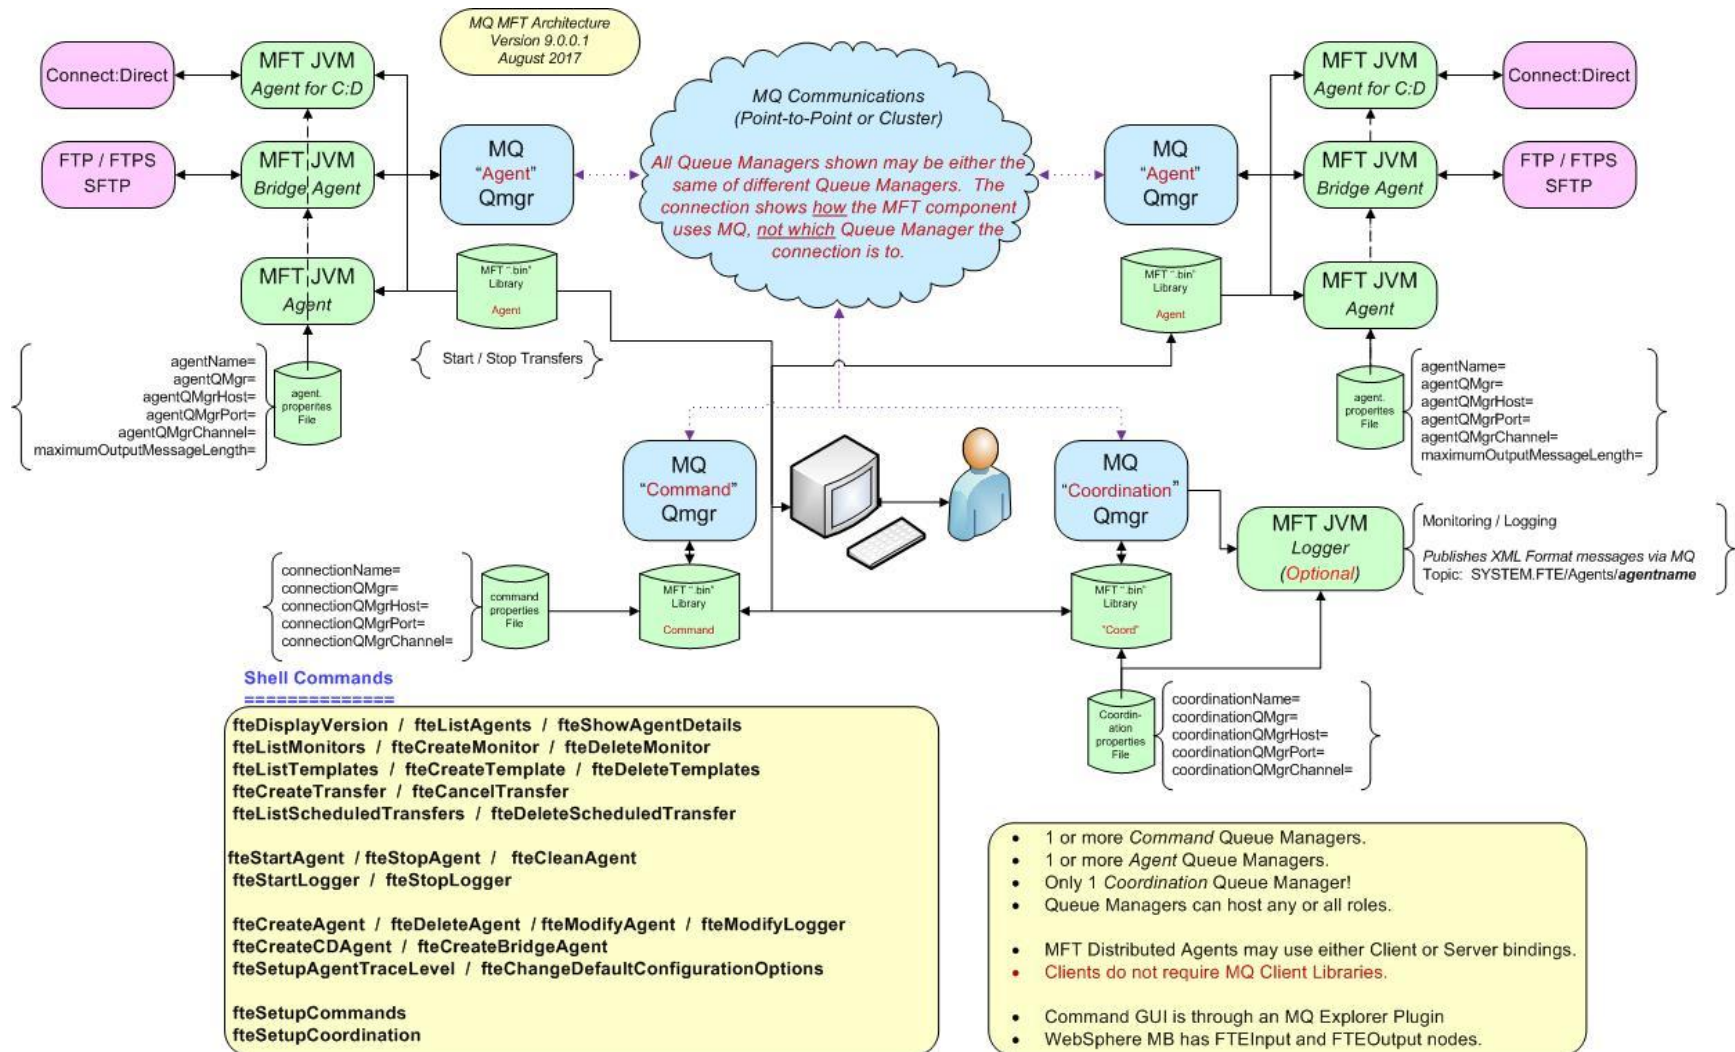 MQ MFT Architecture
Version 9.0.0.1
August 2017
Connect:Direct
MFT JVM
Agent for C:D
FTP / FTPS
SFTP
MFT JVM
Bridge Agent
MQ
“Agent”
Qmgr
MFT JVM
Agent
MFT “.bin”
Library
Agent
{ Start / Stop Transfers }
agentName=
agentQMgr=
agentQMgrHost=
agentQMgrPort=
agentQMgrChannel=
maximumOutputMessageLength=
agent.
properites
File
MQ Communications
(Point-to-Point or Cluster)
All Queue Managers shown may be either the
same of different Queue Managers. The
connection shows how the MFT component
uses MQ, not which Queue Manager the
connection is to.
MFT JVM
Agent for C:D
Connect:Direct
MQ
“Agent”
Qmgr
MFT JVM
Bridge Agent
FTP / FTPS
SFTP
MFT “.bin”
Library
Agent
MFT JVM
Agent
agent.
properites
File
agentName=
agentQMgr=
agentQMgrHost=
agentQMgrPort=
agentQMgrChannel=
maximumOutputMessageLength=
MQ
“Command”
Qmgr
MQ
“Coordination”
Qmgr
MFT JVM
Logger
(Optional)
Monitoring / Logging
Publishes XML Format messages via MQ
Topic: SYSTEM.FTE/Agents/agentname
connectionName=
connectionQMgr=
connectionQMgrHost=
connectionQMgrPort=
connectionQMgrChannel=
command
properties
File
MFT “.bin”
Library
Command
MFT “.bin”
Library
“Coord”
Coordin-
ation
properties
File
coordinationName=
coordinationQMgr=
coordinationQMgrHost=
coordinationQMgrPort=
coordinationQMgrChannel=
Shell Commands
==============
fteDisplayVersion / fteListAgents / fteShowAgentDetails
fteListMonitors / fteCreateMonitor / fteDeleteMonitor
fteListTemplates / fteCreateTemplate / fteDeleteTemplates
fteCreateTransfer / fteCancelTransfer
fteListScheduledTransfers / fteDeleteScheduledTransfer
fteStartAgent / fteStopAgent / fteCleanAgent
fteStartLogger / fteStopLogger
fteCreateAgent / fteDeleteAgent / fteModifyAgent / fteModifyLogger
fteCreateCDAgent / fteCreateBridgeAgent
fteSetupAgentTraceLevel / fteChangeDefaultConfigurationOptions
fteSetupCommands
fteSetupCoordination
• 1 or more Command Queue Managers.
• 1 or more Agent Queue Managers.
• Only 1 Coordination Queue Manager!
• Queue Managers can host any or all roles.
• MFT Distributed Agents may use either Client or Server bindings.
• Clients do not require MQ Client Libraries.
• Command GUI is through an MQ Explorer Plugin
• WebSphere MB has FTEInput and FTEOutput nodes.